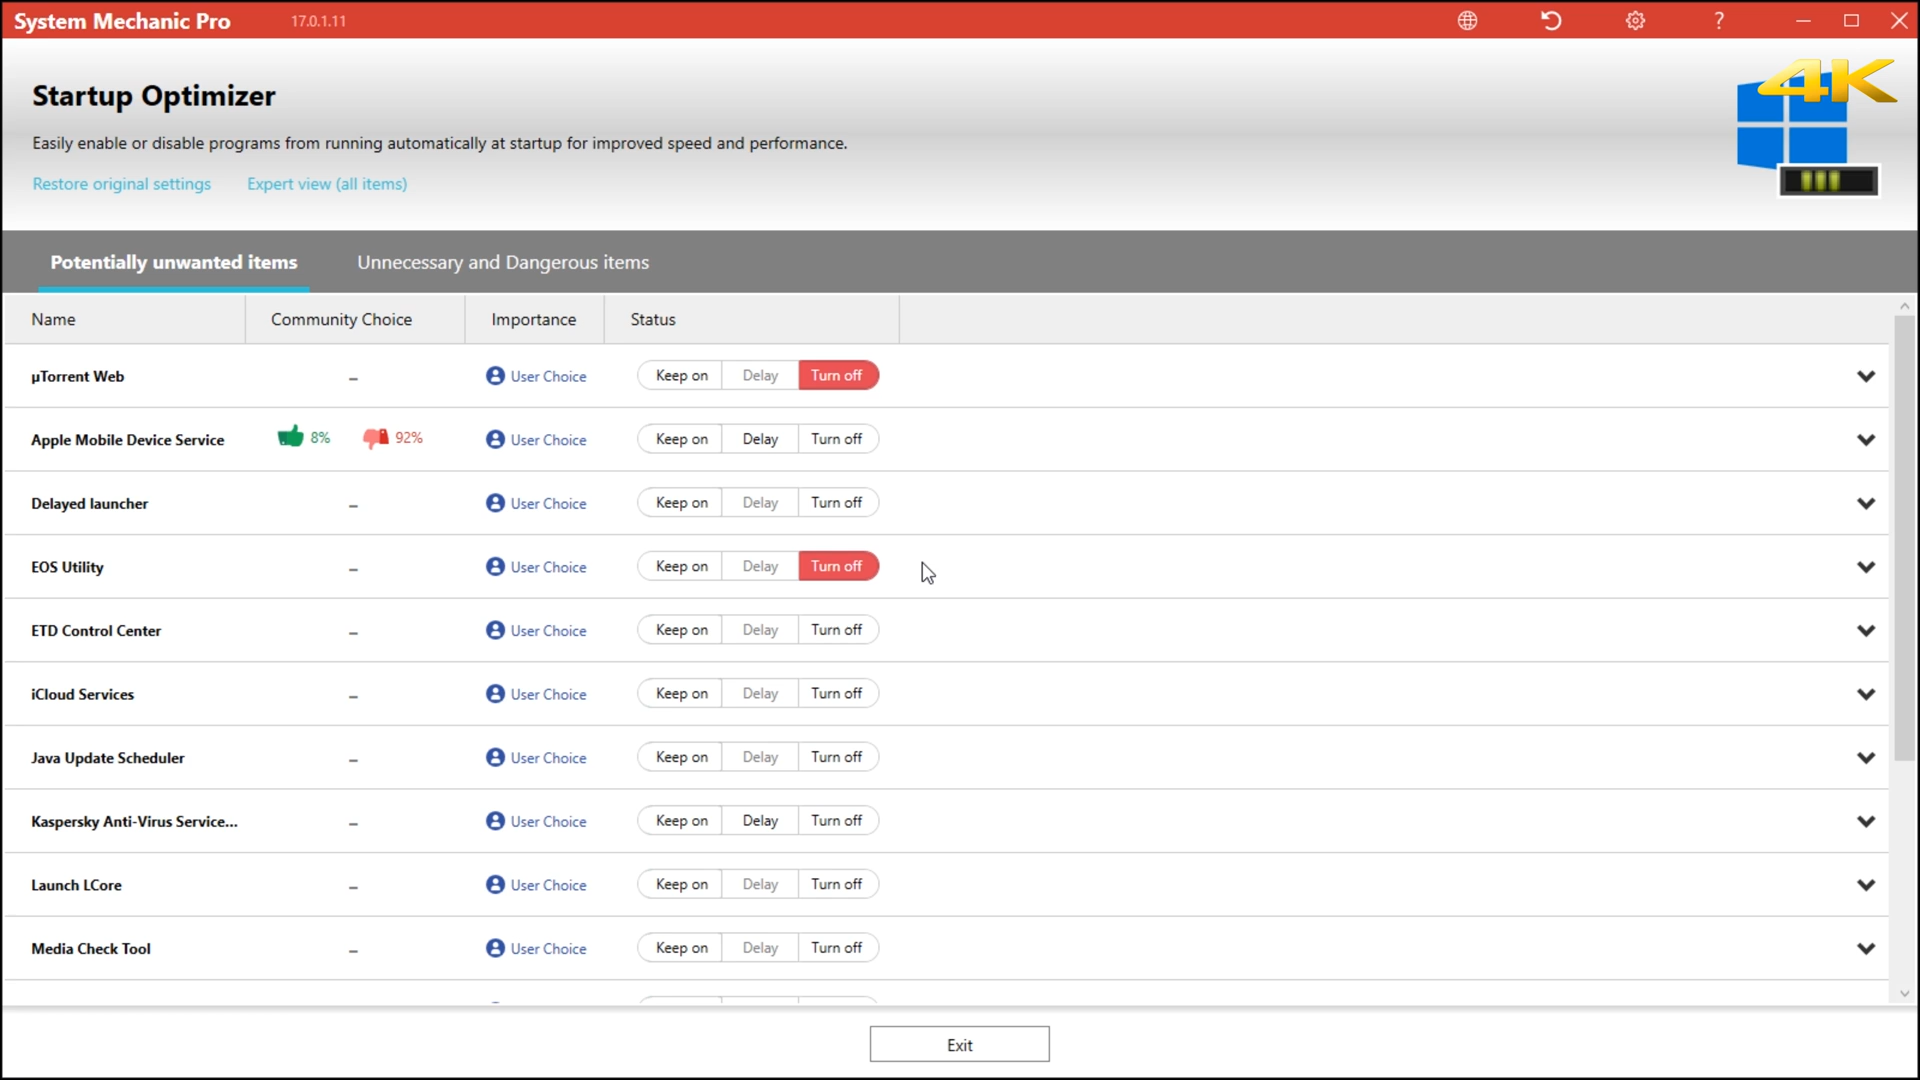 System Mechanic Pro 17.0.1.11 ?
4K
Startup Optimizer
Easily enable or disable programs from running automatically at startup for improved speed and performance.
Restore original settings Expert view (all items)
Potentially unwanted items Unnecessary and Dangerous items
Name Community Choice Importance Status
µTorrent Web – User Choice Keep on Delay Turn off
Apple Mobile Device Service 8% 92% User Choice Keep on Delay Turn off
Delayed launcher – User Choice Keep on Delay Turn off
EOS Utility – User Choice Keep on Delay Turn off
ETD Control Center – User Choice Keep on Delay Turn off
iCloud Services – User Choice Keep on Delay Turn off
Java Update Scheduler – User Choice Keep on Delay Turn off
Kaspersky Anti-Virus Service... – User Choice Keep on Delay Turn off
Launch LCore – User Choice Keep on Delay Turn off
Media Check Tool – User Choice Keep on Delay Turn off
Exit